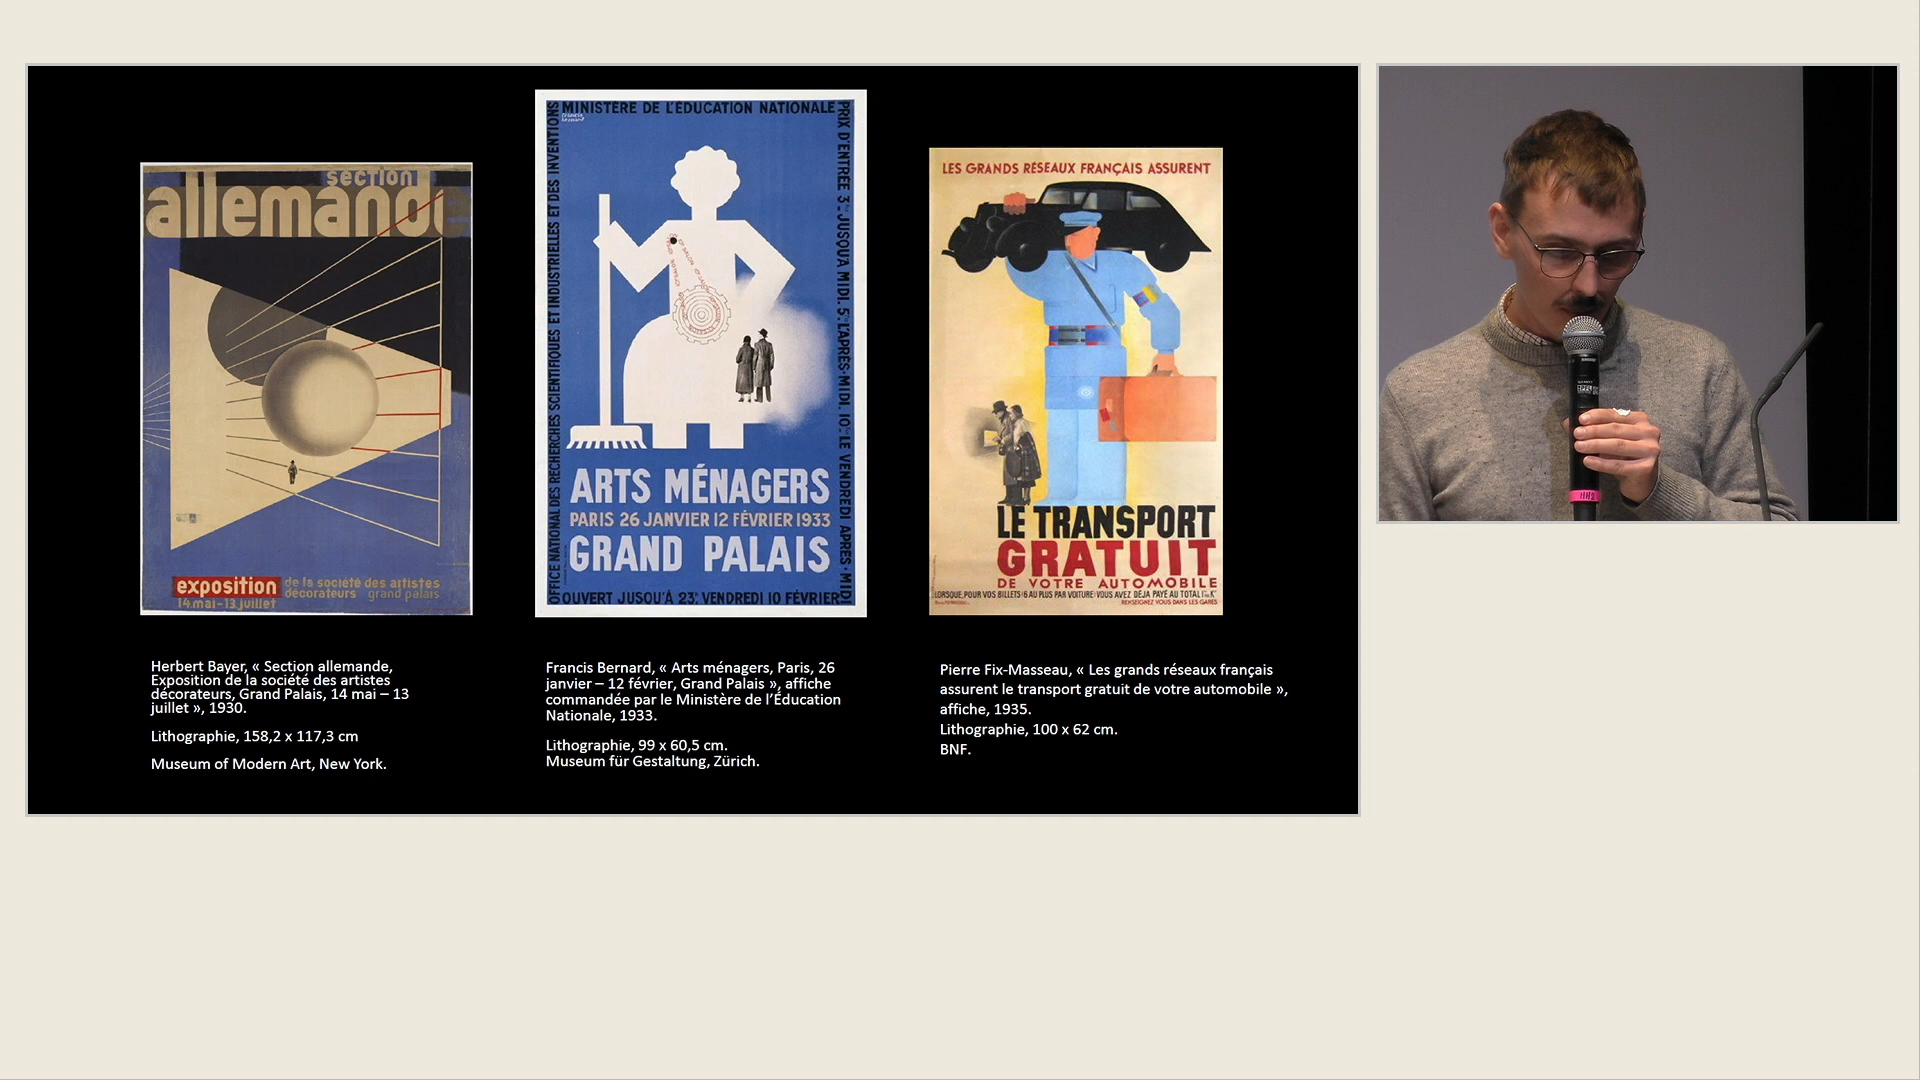 section
allemande
exposition
de la société des artistes
décorateurs grand palais
14.mai-13.juillet
MINISTÈRE DE L'ÉDUCATION NATIONALE
PRIX D'ENTRÉE 3 JUSQU'A MIDI. 5 L'APRÈS-MIDI. 10 LE VENDREDI APRES-MIDI
OFFICE NATIONAL DES RECHERCHES SCIENTIFIQUES ET INDUSTRIELLES ET DES INVENTIONS
ARTS MÉNAGERS
PARIS 26 JANVIER 12 FÉVRIER 1933
GRAND PALAIS
OUVERT JUSQU'À 23. VENDREDI 10 FÉVRIER
LES GRANDS RÉSEAUX FRANÇAIS ASSURENT
LE TRANSPORT
GRATUIT
DE VOTRE AUTOMOBILE
LORSQUE, POUR VOS BILLETS (6 AU PLUS PAR VOITURE) VOUS AVEZ DÉJA PAYÉ AU TOTAL
RENSEIGNEZ VOUS DANS LES GARES
Herbert Bayer, « Section allemande,
Exposition de la société des artistes
décorateurs, Grand Palais, 14 mai – 13
juillet », 1930.
Lithographie, 158,2 x 117,3 cm
Museum of Modern Art, New York.
Francis Bernard, « Arts ménagers, Paris, 26
janvier – 12 février, Grand Palais », affiche
commandée par le Ministère de l'Éducation
Nationale, 1933.
Lithographie, 99 x 60,5 cm.
Museum für Gestaltung, Zürich.
Pierre Fix-Masseau, « Les grands réseaux français
assurent le transport gratuit de votre automobile »,
affiche, 1935.
Lithographie, 100 x 62 cm.
BNF.